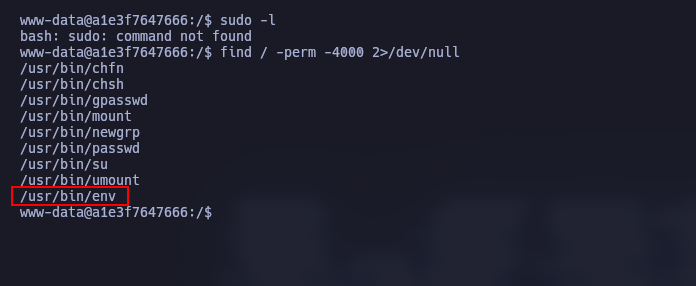 www-data@a1e3f7647666:/$ sudo -l
bash: sudo: command not found
www-data@a1e3f7647666:/$ find / -perm -4000 2>/dev/null
/usr/bin/chfn
/usr/bin/chsh
/usr/bin/gpasswd
/usr/bin/mount
/usr/bin/newgrp
/usr/bin/passwd
/usr/bin/su
/usr/bin/umount
/usr/bin/env
www-data@a1e3f7647666:/$